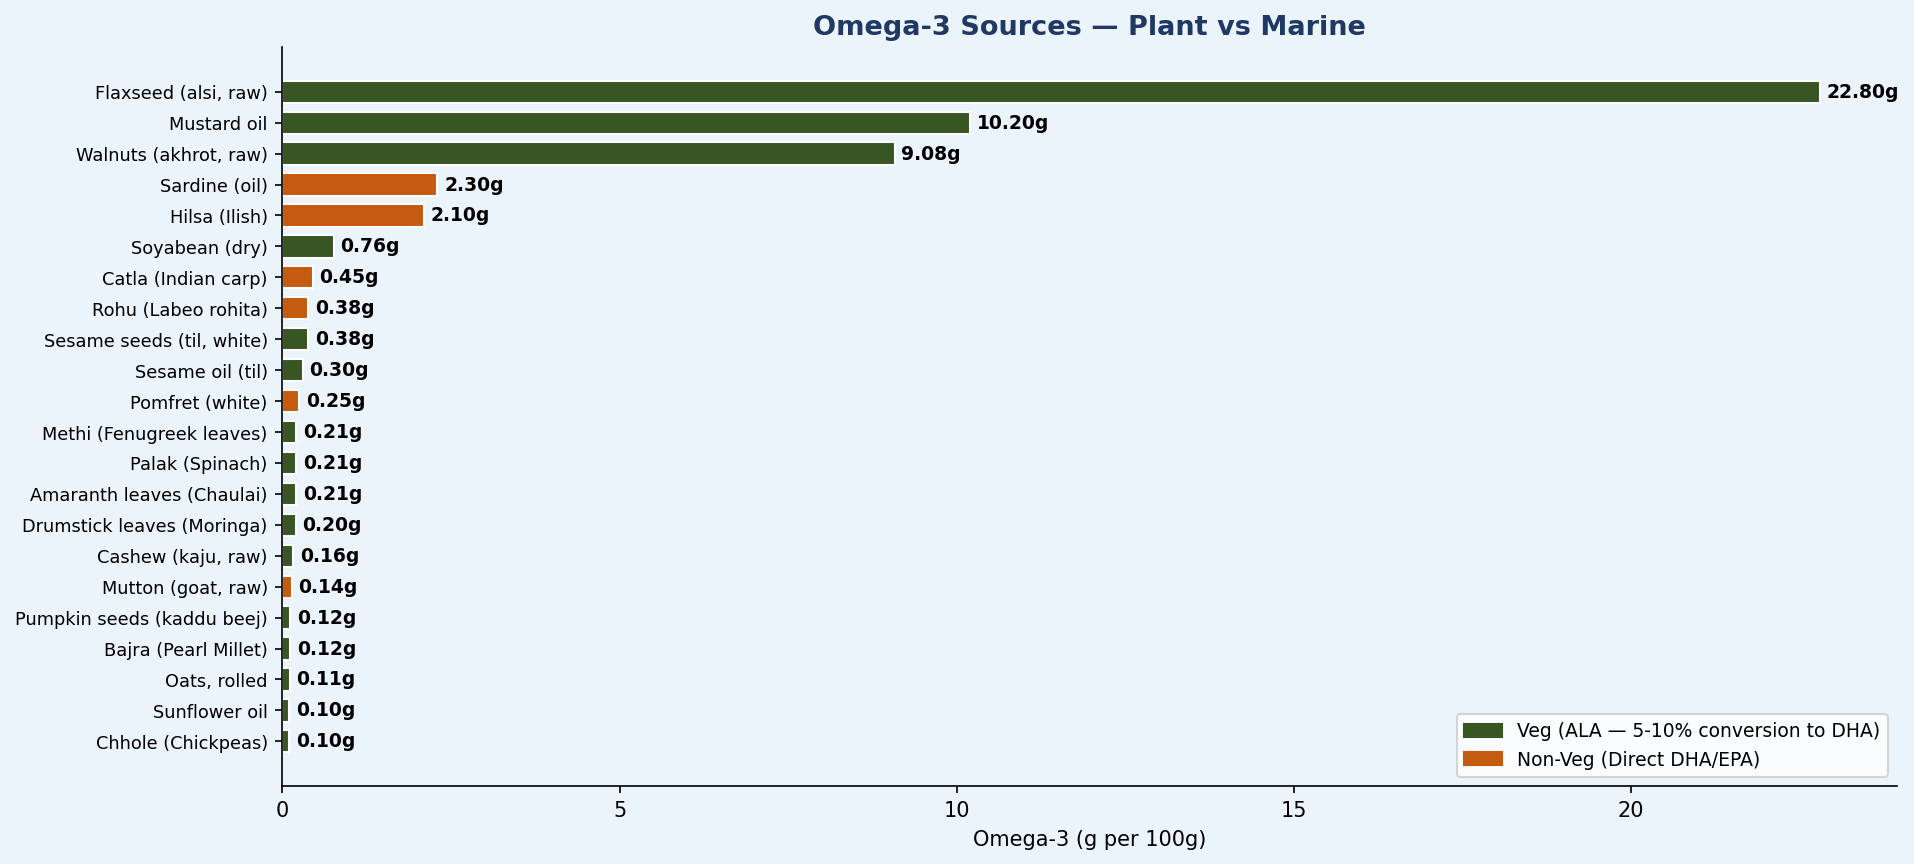 Omega-3 Sources — Plant vs Marine
Flaxseed (alsi, raw) 22.80g
Mustard oil 10.20g
Walnuts (akhrot, raw) 9.08g
Sardine (oil) 2.30g
Hilsa (Ilish) 2.10g
Soyabean (dry) 0.76g
Catla (Indian carp) 0.45g
Rohu (Labeo rohita) 0.38g
Sesame seeds (til, white) 0.38g
Sesame oil (til) 0.30g
Pomfret (white) 0.25g
Methi (Fenugreek leaves) 0.21g
Palak (Spinach) 0.21g
Amaranth leaves (Chaulai) 0.21g
Drumstick leaves (Moringa) 0.20g
Cashew (kaju, raw) 0.16g
Mutton (goat, raw) 0.14g
Pumpkin seeds (kaddu beej) 0.12g
Bajra (Pearl Millet) 0.12g
Oats, rolled 0.11g
Sunflower oil 0.10g
Chhole (Chickpeas) 0.10g
Veg (ALA — 5-10% conversion to DHA)
Non-Veg (Direct DHA/EPA)
0 5 10 15 20
Omega-3 (g per 100g)